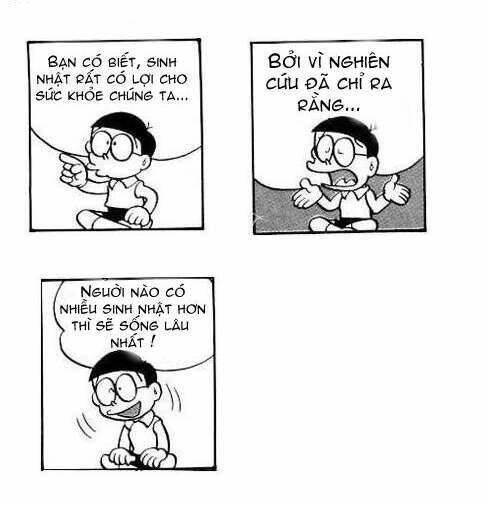 BẠN CÓ BIẾT, SINH
NHẬT RẤT CÓ LỢI CHO
SỨC KHỎE CHÚNG TA...
BỞI VÌ NGHIÊN
CỨU ĐÃ CHỈ RA
RẰNG...
NGUỜI NÀO CÓ
NHIỀU SINH NHẬT HƠN
THÌ SẼ SỐNG LÂU
NHẤT !